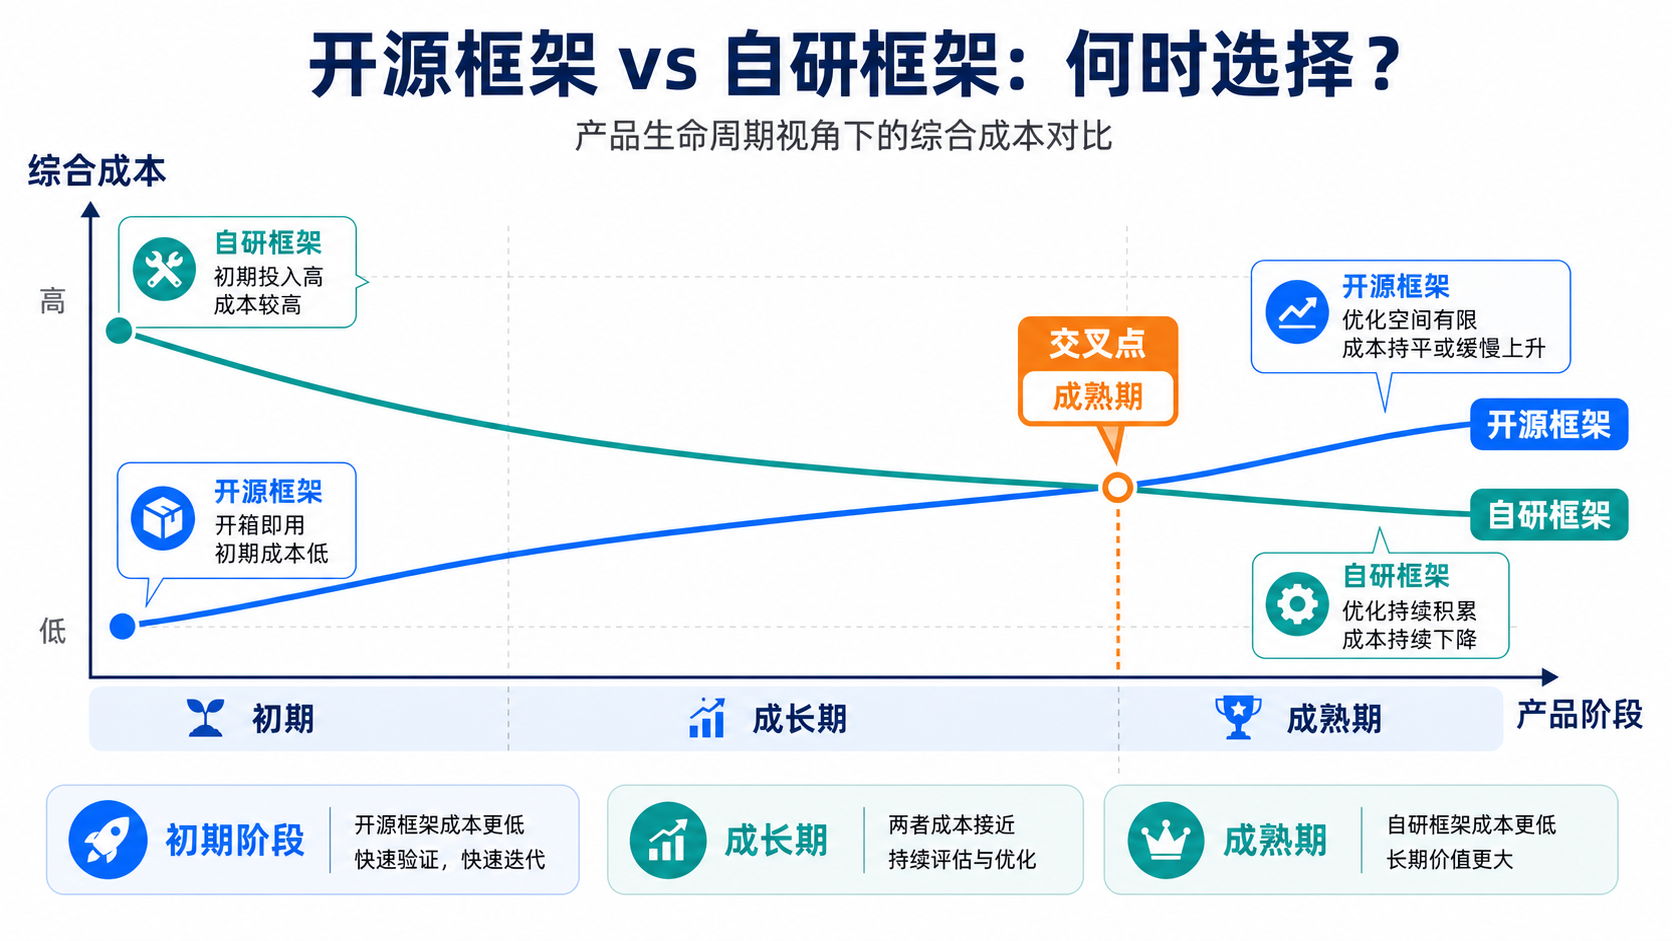 开源框架 vs 自研框架：何时选择？
产品生命周期视角下的综合成本对比
综合成本
高
低
自研框架
初期投入高
成本较高
开源框架
开箱即用
初期成本低
交叉点
成熟期
开源框架
优化空间有限
成本持平或缓慢上升
开源框架
自研框架
自研框架
优化持续积累
成本持续下降
初期
成长期
成熟期
产品阶段
初期阶段
开源框架成本更低
快速验证，快速迭代
成长期
两者成本接近
持续评估与优化
成熟期
自研框架成本更低
长期价值更大